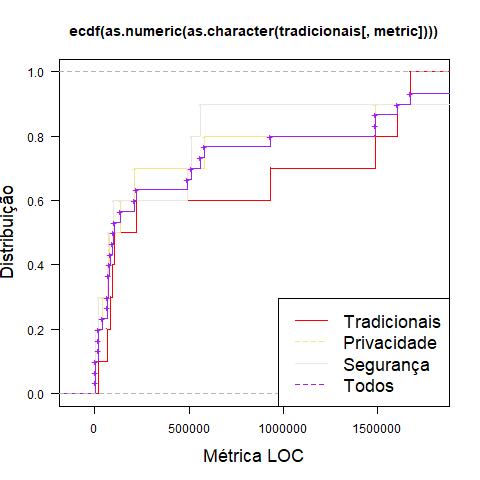 ecdf(as.numeric(as.character(tradicionais[, metric])))
Distribuição
1.0
0.8
0.6
0.4
0.2
0.0
Tradicionais
Privacidade
Segurança
Todos
0
500000
1000000
1500000
Métrica LOC